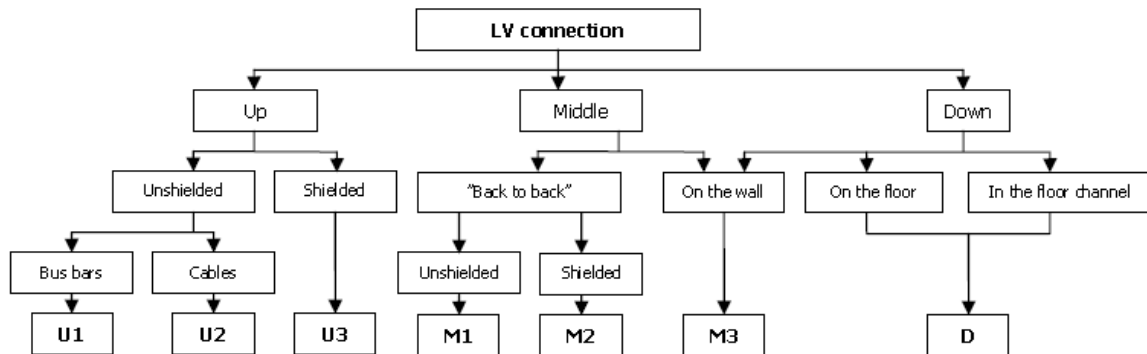 LV connection
Up
Middle
Down
Unshielded
Shielded
"Back to back"
On the wall
On the floor
In the floor channel
Bus bars
Cables
Unshielded
Shielded
U1
U2
U3
M1
M2
M3
D